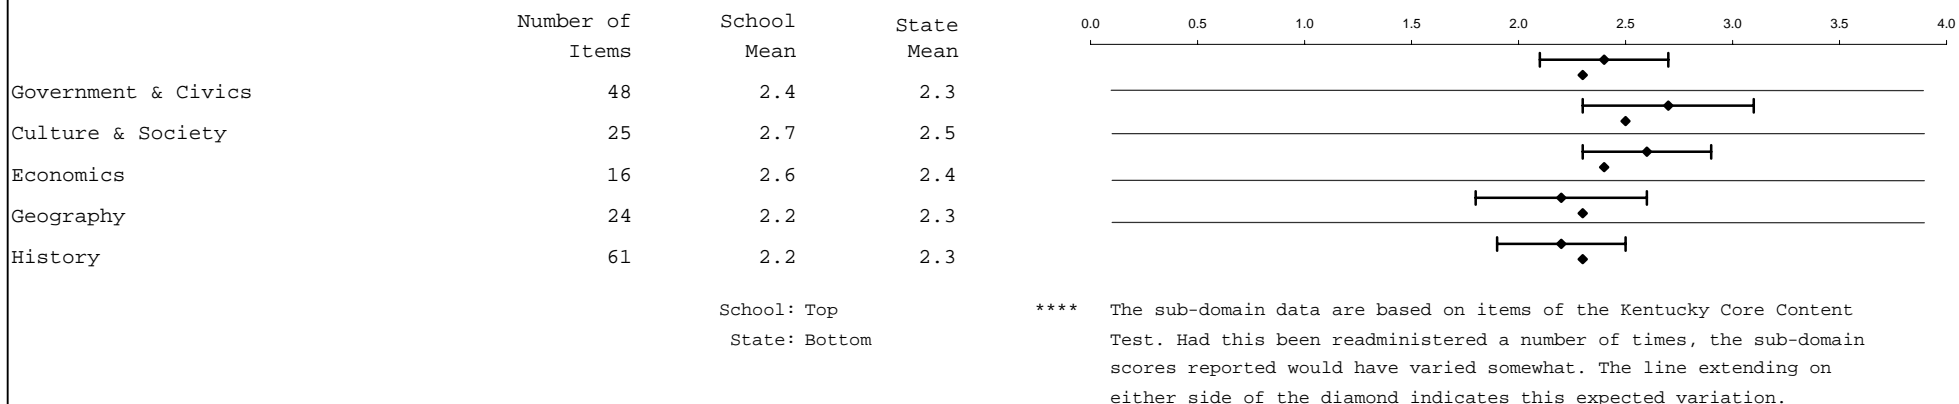 Number of School State
Items Mean Mean
0.0 0.5 1.0 1.5 2.0 2.5 3.0 3.5 4.0
Government & Civics 48 2.4 2.3
Culture & Society 25 2.7 2.5
Economics 16 2.6 2.4
Geography 24 2.2 2.3
History 61 2.2 2.3
School: Top
State: Bottom
**** The sub-domain data are based on items of the Kentucky Core Content
Test. Had this been readministered a number of times, the sub-domain
scores reported would have varied somewhat. The line extending on
either side of the diamond indicates this expected variation.